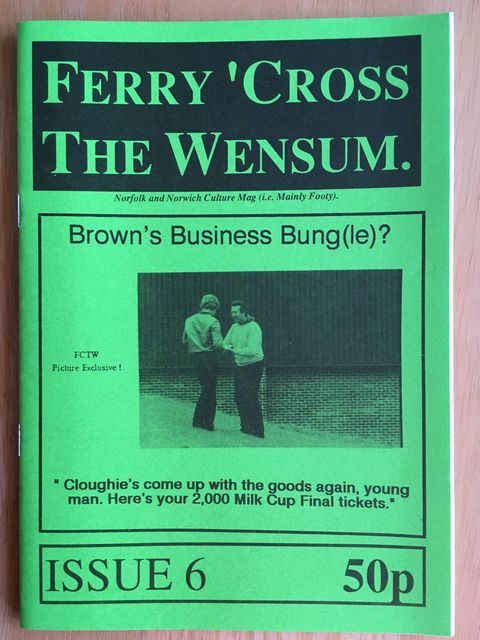 FERRY 'CROSS
THE WENSUM.
Norfolk and Norwich Culture Mag (i.e. Mainly Footy).
Brown's Business Bung(le)?
FCTW
Picture Exclusive !
" Cloughie's come up with the goods again, young
man. Here's your 2,000 Milk Cup Final tickets."
ISSUE 6
50p